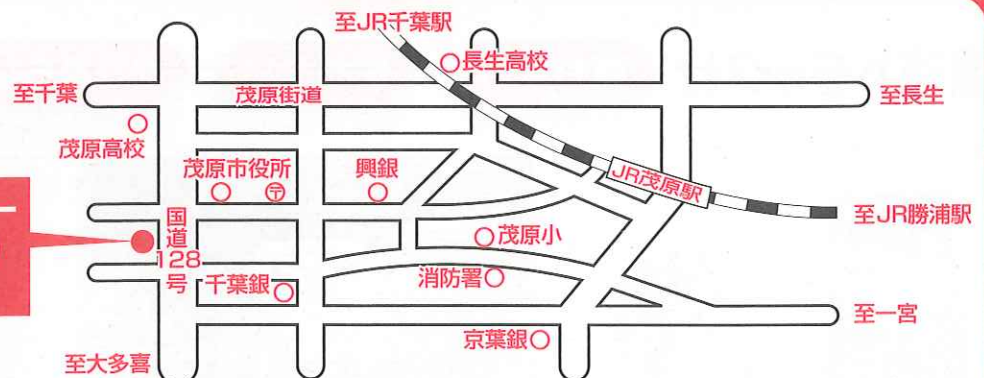 至JR千葉駅
長生高校
至千葉
茂原街道
至長生
茂原高校
茂原市役所
〒
興銀
JR茂原駅
国道128号
茂原小
至JR勝浦駅
千葉銀
消防署
京葉銀
至一宮
至大多喜